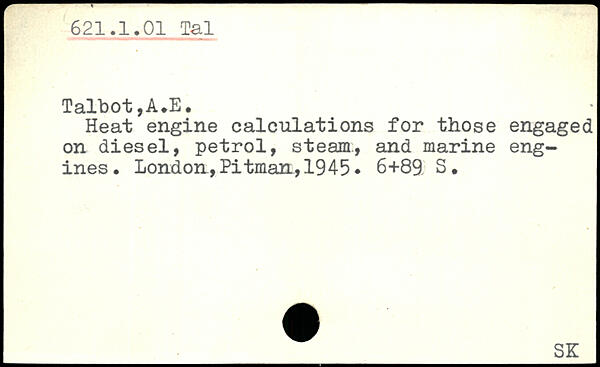 621.1.01 Tal
Talbot,A.E.
Heat engine calculations for those engaged
on diesel, petrol, steam, and marine eng-
ines. London,Pitman,1945. 6+89 S.
SK